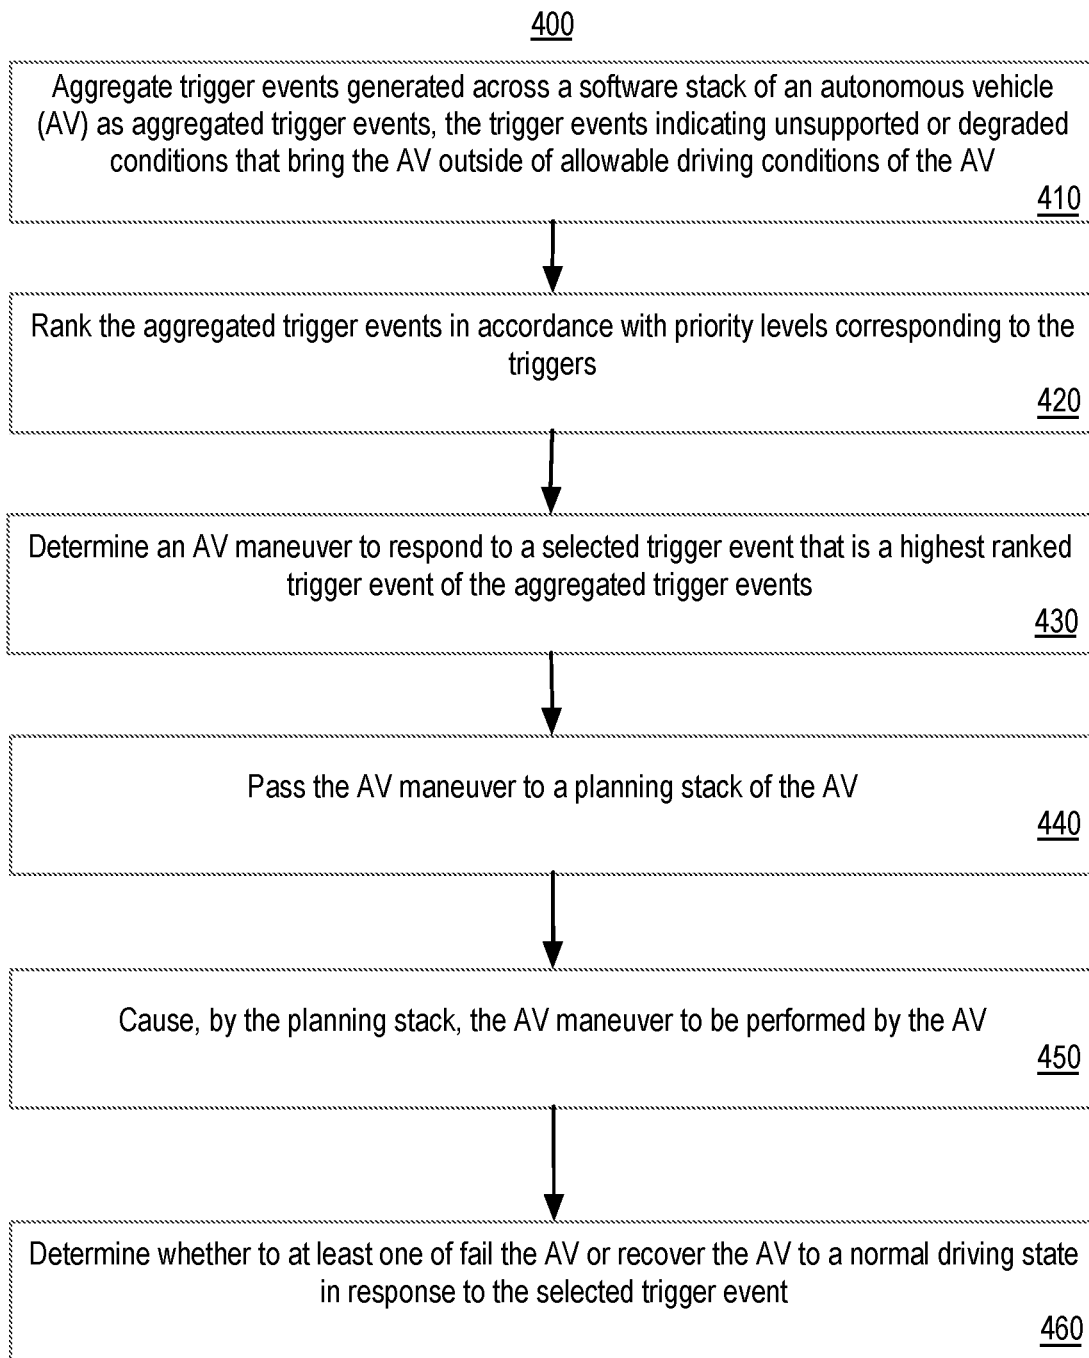 400
Aggregate trigger events generated across a software stack of an autonomous vehicle
(AV) as aggregated trigger events, the trigger events indicating unsupported or degraded
conditions that bring the AV outside of allowable driving conditions of the AV
410
Rank the aggregated trigger events in accordance with priority levels corresponding to the
triggers
420
Determine an AV maneuver to respond to a selected trigger event that is a highest ranked
trigger event of the aggregated trigger events
430
Pass the AV maneuver to a planning stack of the AV
440
Cause, by the planning stack, the AV maneuver to be performed by the AV
450
Determine whether to at least one of fail the AV or recover the AV to a normal driving state
in response to the selected trigger event
460